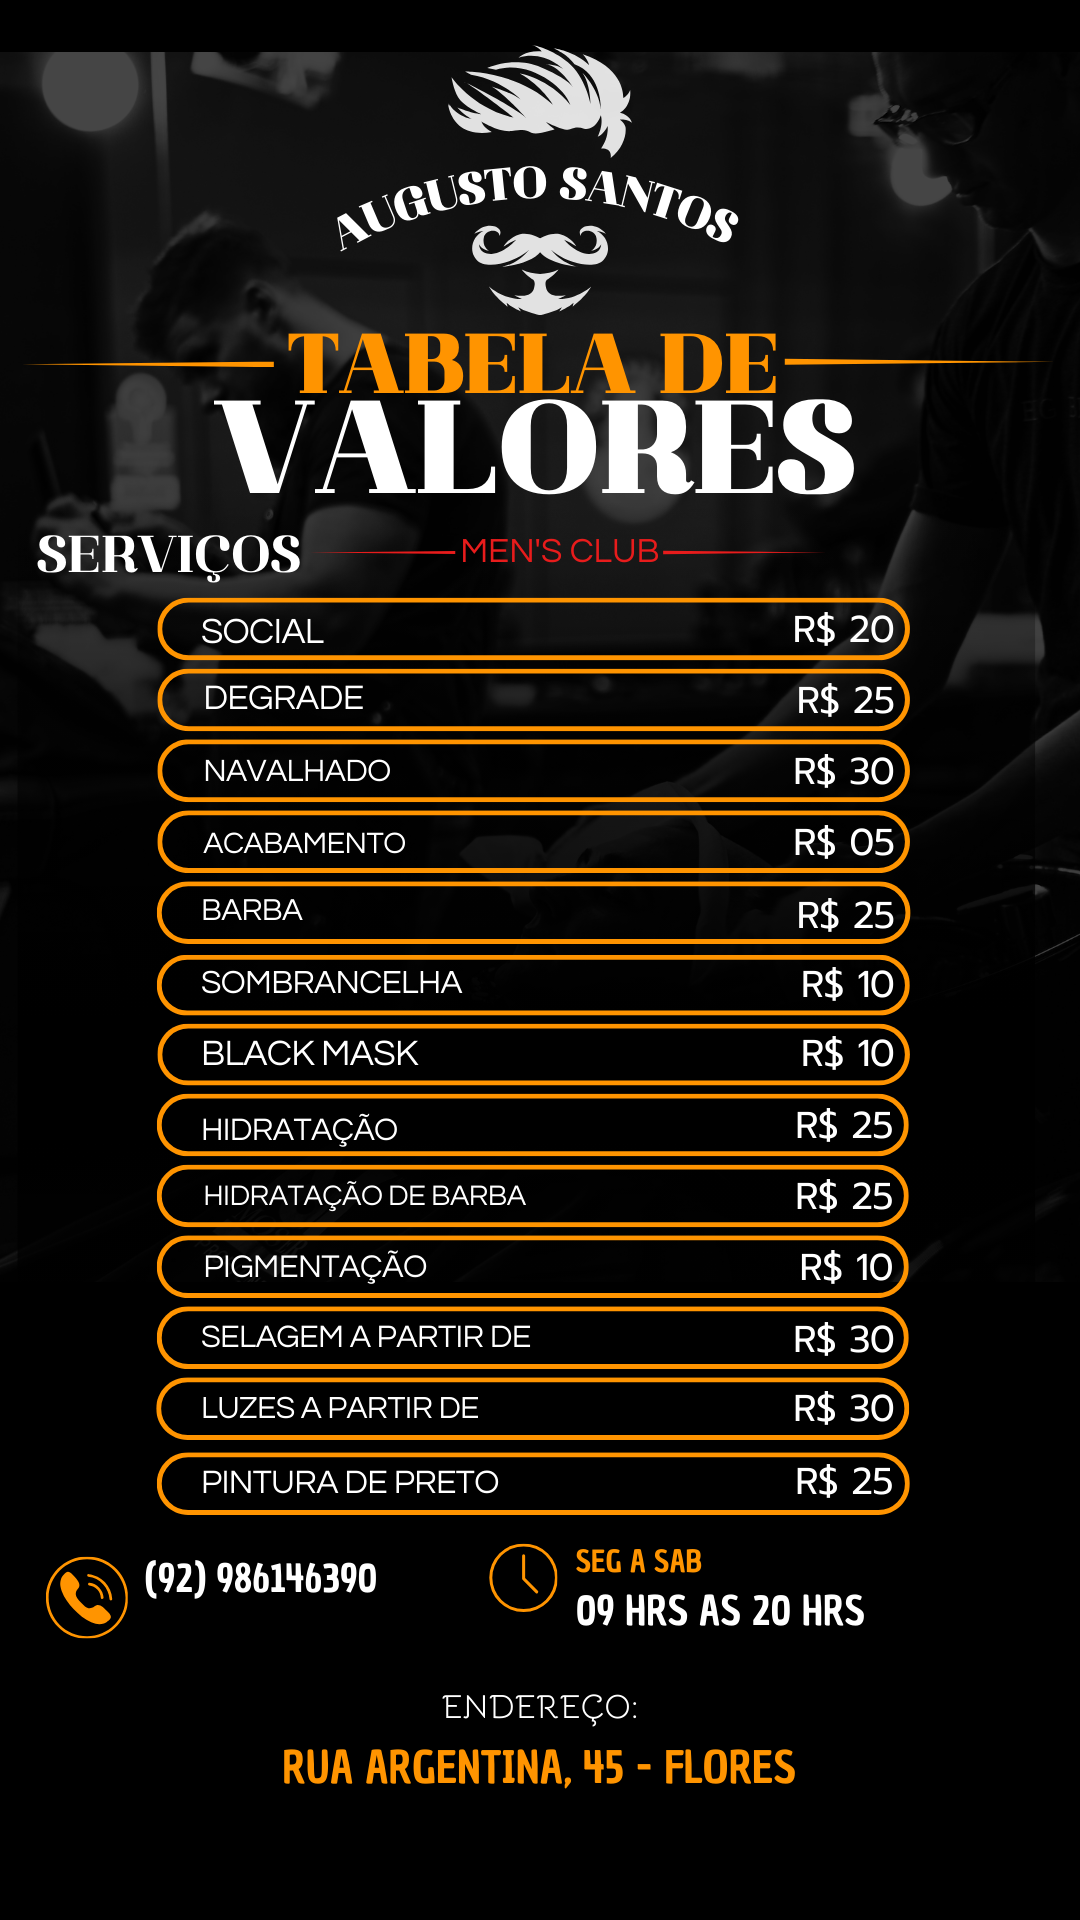 AUGUSTO SANTOS
TABELA DE
VALORES
SERVIÇOS
MEN'S CLUB
SOCIAL R$ 20
DEGRADE R$ 25
NAVALHADO R$ 30
ACABAMENTO R$ 05
BARBA R$ 25
SOMBRANCELHA R$ 10
BLACK MASK R$ 10
HIDRATAÇÃO R$ 25
HIDRATAÇÃO DE BARBA R$ 25
PIGMENTAÇÃO R$ 10
SELAGEM A PARTIR DE R$ 30
LUZES A PARTIR DE R$ 30
PINTURA DE PRETO R$ 25
(92) 986146390
SEG A SAB
09 HRS AS 20 HRS
ENDEREÇO:
RUA ARGENTINA, 45 - FLORES